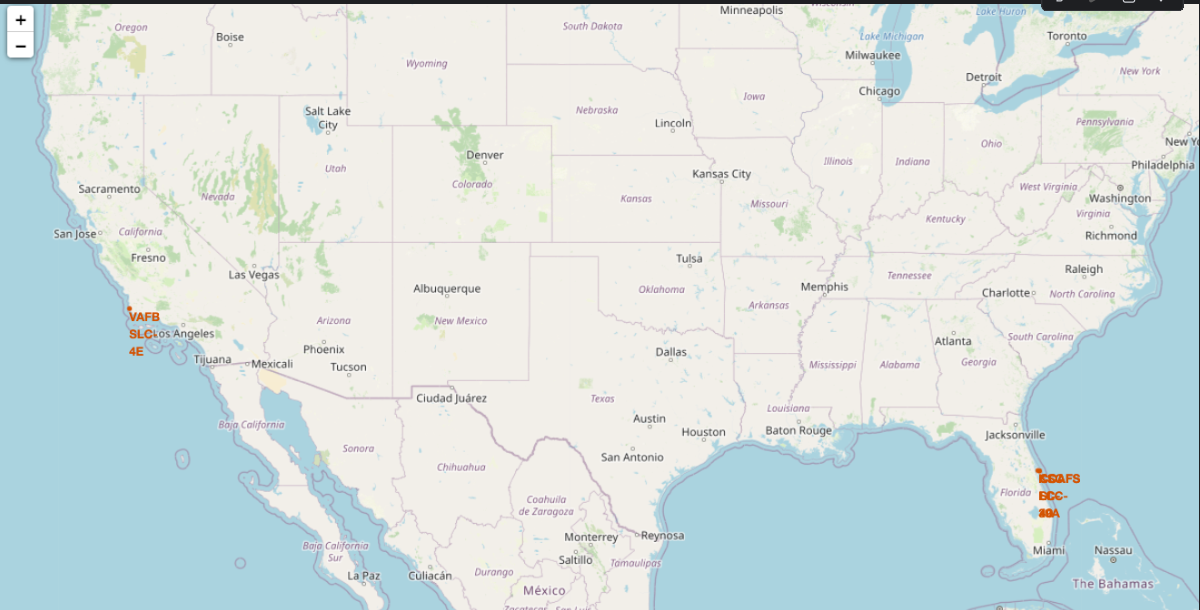 +
−
Wisconsin
Lake Huron
Minneapolis
South Dakota
Oregon
Boise
Lake Michigan
Toronto
Milwaukee
Wyoming
New York
Detroit
Chicago
Iowa
Nebraska
Salt Lake
City
Lincoln
Pennsylvania
Ohio
New Y
Denver
Illinois
Indiana
Philadelphia
Utah
Kansas City
Colorado
West Virginia
Sacramento
Nevada
Kansas
Missouri
Washington
Virginia
Kentucky
San Jose
California
Richmond
Fresno
Tulsa
Las Vegas
Raleigh
Tennessee
Albuquerque
Oklahoma
Memphis
Charlotte
North Carolina
Arkansas
VAFB
SLC-
4E
Los Angeles
Arizona
New Mexico
South Carolina
Atlanta
Phoenix
Dallas
Tijuana
Mexicali
Tucson
Mississippi
Alabama
Georgia
Ciudad Juárez
Texas
Louisiana
Austin
Baja California
Houston
Baton Rouge
Jacksonville
Sonora
San Antonio
Chihuahua
Florida
Coahuila
de Zaragoza
Monterrey
Reynosa
Baja California
Sur
Saltillo
Tamaulipas
Miami
Nassau
La Paz
Culiacán
Durango
México
The Bahamas
Zacatecas
San Luis